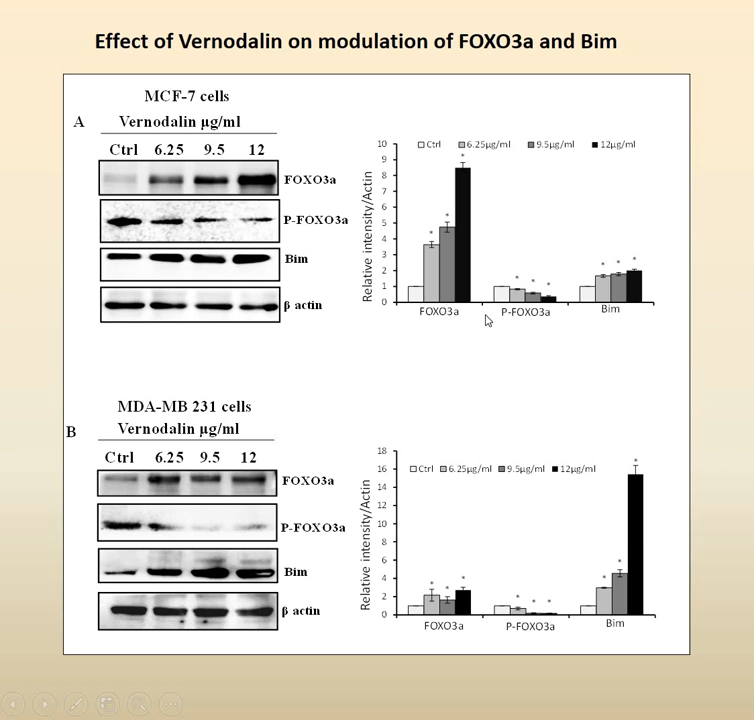 Effect of Vernodalin on modulation of FOXO3a and Bim
MCF-7 cells
A
Vernodalin µg/ml
Ctrl 6.25 9.5 12
FOXO3a
P-FOXO3a
Bim
β actin
Relative intensity/Actin
10
9
8
7
6
5
4
3
2
1
0
Ctrl 6.25µg/ml 9.5µg/ml 12µg/ml
* * *
* * *
* * *
FOXO3a P-FOXO3a Bim
MDA-MB 231 cells
B
Vernodalin µg/ml
Ctrl 6.25 9.5 12
FOXO3a
P-FOXO3a
Bim
β actin
Relative intensity/Actin
18
16
14
12
10
8
6
4
2
0
Ctrl 6.25µg/ml 9.5µg/ml 12µg/ml
* * *
* * *
* * *
FOXO3a P-FOXO3a Bim